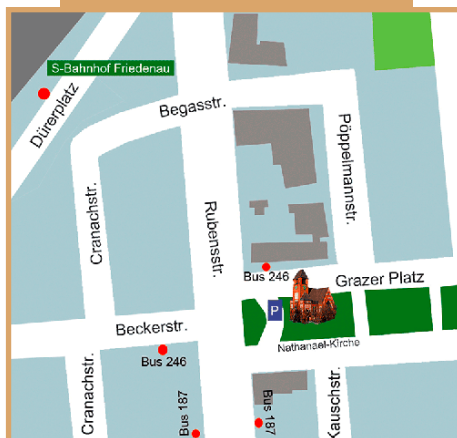 S-Bahnhof Friedenau
Dürerplatz
Begasstr.
Pöppelmannstr.
Cranachstr.
Rubensstr.
Bus 246
Grazer Platz
P
Beckerstr.
Nathanael-Kirche
Bus 246
Cranachstr.
Bus 187
Bus 187
Kauschstr.